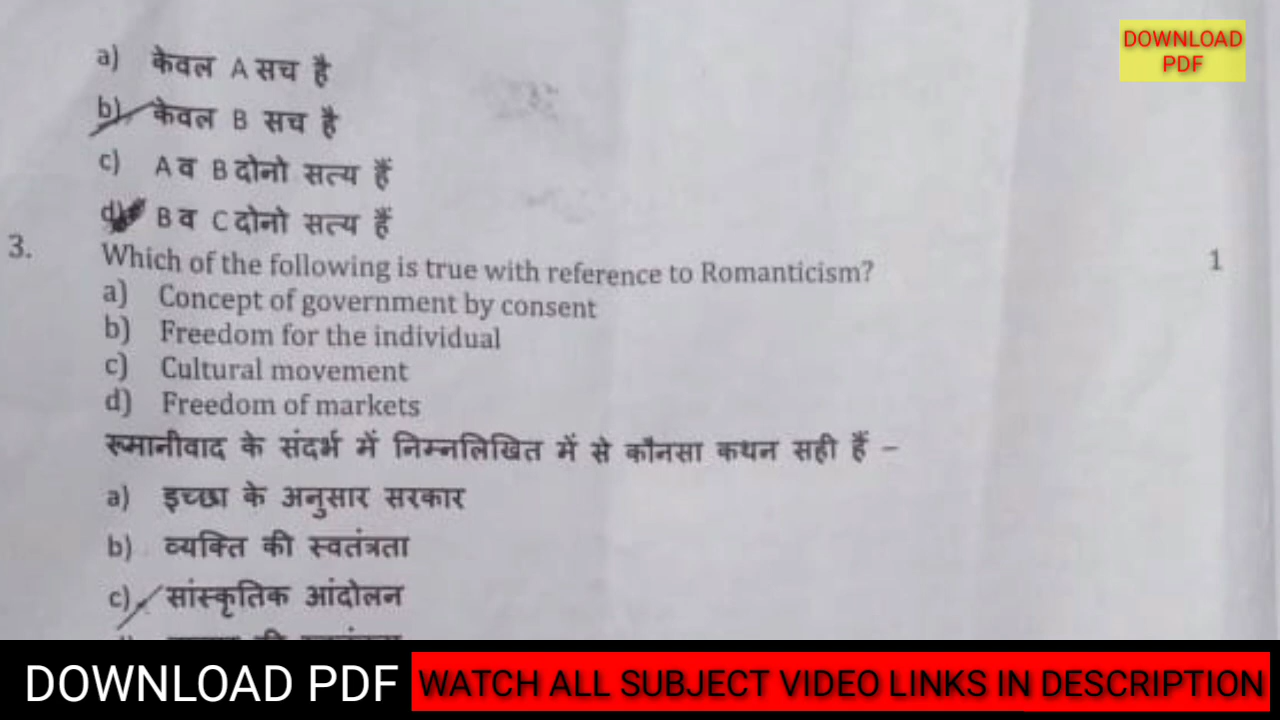 DOWNLOAD
PDF
a) केवल A सच है
b) केवल B सच है
c) A व B दोनो सत्य हैं
d) B व C दोनो सत्य हैं
3. Which of the following is true with reference to Romanticism? 1
a) Concept of government by consent
b) Freedom for the individual
c) Cultural movement
d) Freedom of markets
रुमानीवाद के संदर्भ में निम्नलिखित में से कौनसा कथन सही हैं –
a) इच्छा के अनुसार सरकार
b) व्यक्ति की स्वतंत्रता
c) सांस्कृतिक आंदोलन
DOWNLOAD PDF WATCH ALL SUBJECT VIDEO LINKS IN DESCRIPTION